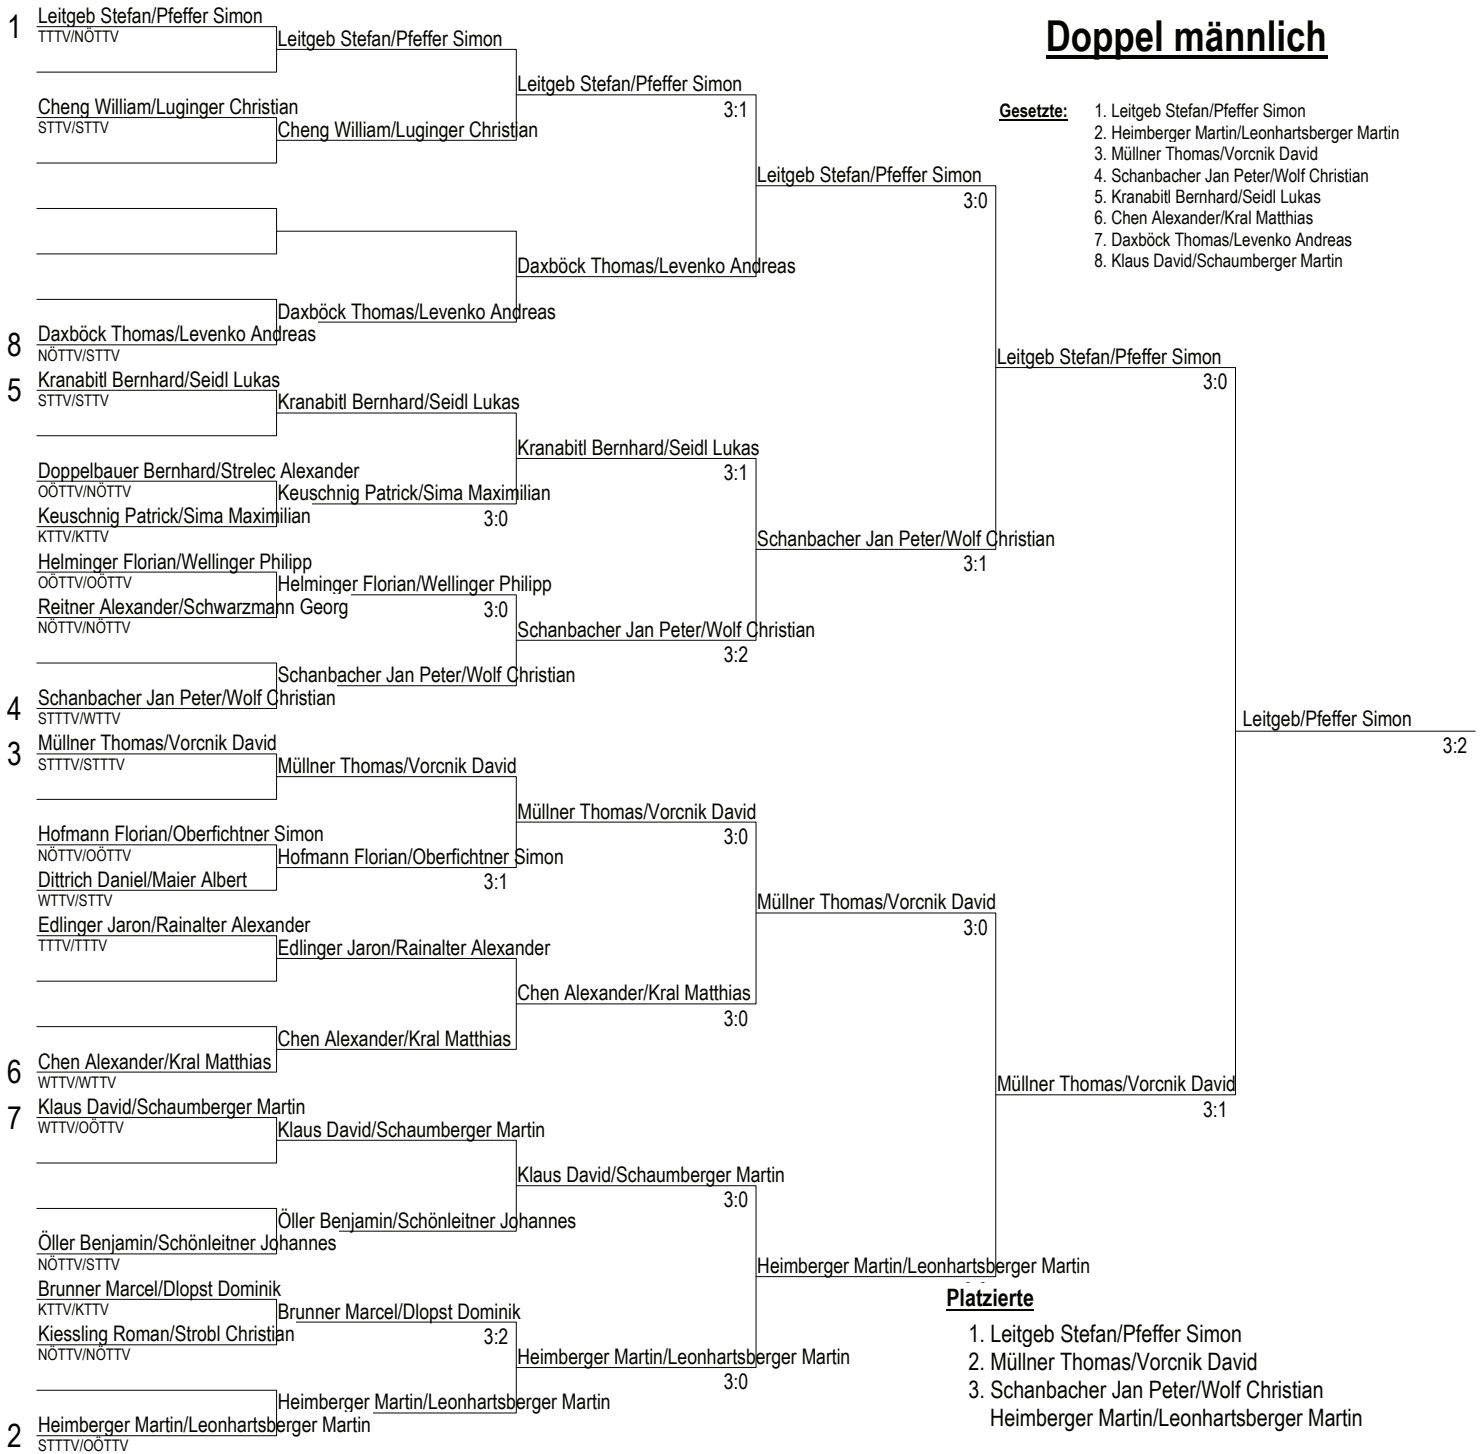 Doppel männlich
Gesetzte:
1. Leitgeb Stefan/Pfeffer Simon
2. Heimberger Martin/Leonhartsberger Martin
3. Müllner Thomas/Vorcnik David
4. Schanbacher Jan Peter/Wolf Christian
5. Kranabitl Bernhard/Seidl Lukas
6. Chen Alexander/Kral Matthias
7. Daxböck Thomas/Levenko Andreas
8. Klaus David/Schaumberger Martin
1
Leitgeb Stefan/Pfeffer Simon
TTTV/NÖTTV
Cheng William/Luginger Christian
STTV/STTV
8
Daxböck Thomas/Levenko Andreas
NÖTTV/STTV
5
Kranabitl Bernhard/Seidl Lukas
STTV/STTV
Doppelbauer Bernhard/Strelec Alexander
OÖTTV/NÖTTV
Keuschnig Patrick/Sima Maximilian
KTTV/KTTV
Helminger Florian/Wellinger Philipp
OÖTTV/OÖTTV
Reitner Alexander/Schwarzmann Georg
NÖTTV/NÖTTV
4
Schanbacher Jan Peter/Wolf Christian
STTTV/WTTV
3
Müllner Thomas/Vorcnik David
STTTV/STTTV
Hofmann Florian/Oberfichtner Simon
NÖTTV/OÖTTV
Dittrich Daniel/Maier Albert
WTTV/STTV
Edlinger Jaron/Rainalter Alexander
TTTV/TTTV
6
Chen Alexander/Kral Matthias
WTTV/WTTV
7
Klaus David/Schaumberger Martin
WTTV/OÖTTV
Öller Benjamin/Schönleitner Johannes
NÖTTV/STTV
Brunner Marcel/Dlopst Dominik
KTTV/KTTV
Kiessling Roman/Strobl Christian
NÖTTV/NÖTTV
2
Heimberger Martin/Leonhartsberger Martin
STTTV/OÖTTV
Leitgeb Stefan/Pfeffer Simon
Cheng William/Luginger Christian
Daxböck Thomas/Levenko Andreas
Kranabitl Bernhard/Seidl Lukas
Keuschnig Patrick/Sima Maximilian
3:0
Helminger Florian/Wellinger Philipp
3:0
Schanbacher Jan Peter/Wolf Christian
Müllner Thomas/Vorcnik David
Hofmann Florian/Oberfichtner Simon
3:1
Edlinger Jaron/Rainalter Alexander
Chen Alexander/Kral Matthias
Klaus David/Schaumberger Martin
Öller Benjamin/Schönleitner Johannes
Brunner Marcel/Dlopst Dominik
3:2
Heimberger Martin/Leonhartsberger Martin
Leitgeb Stefan/Pfeffer Simon
3:1
Daxböck Thomas/Levenko Andreas
Kranabitl Bernhard/Seidl Lukas
3:1
Schanbacher Jan Peter/Wolf Christian
3:2
Müllner Thomas/Vorcnik David
3:0
Chen Alexander/Kral Matthias
3:0
Klaus David/Schaumberger Martin
3:0
Heimberger Martin/Leonhartsberger Martin
3:0
Leitgeb Stefan/Pfeffer Simon
3:0
Schanbacher Jan Peter/Wolf Christian
3:1
Müllner Thomas/Vorcnik David
3:0
Heimberger Martin/Leonhartsberger Martin
Leitgeb Stefan/Pfeffer Simon
3:0
Müllner Thomas/Vorcnik David
3:1
Leitgeb/Pfeffer Simon
3:2
Platzierte
1. Leitgeb Stefan/Pfeffer Simon
2. Müllner Thomas/Vorcnik David
3. Schanbacher Jan Peter/Wolf Christian
Heimberger Martin/Leonhartsberger Martin